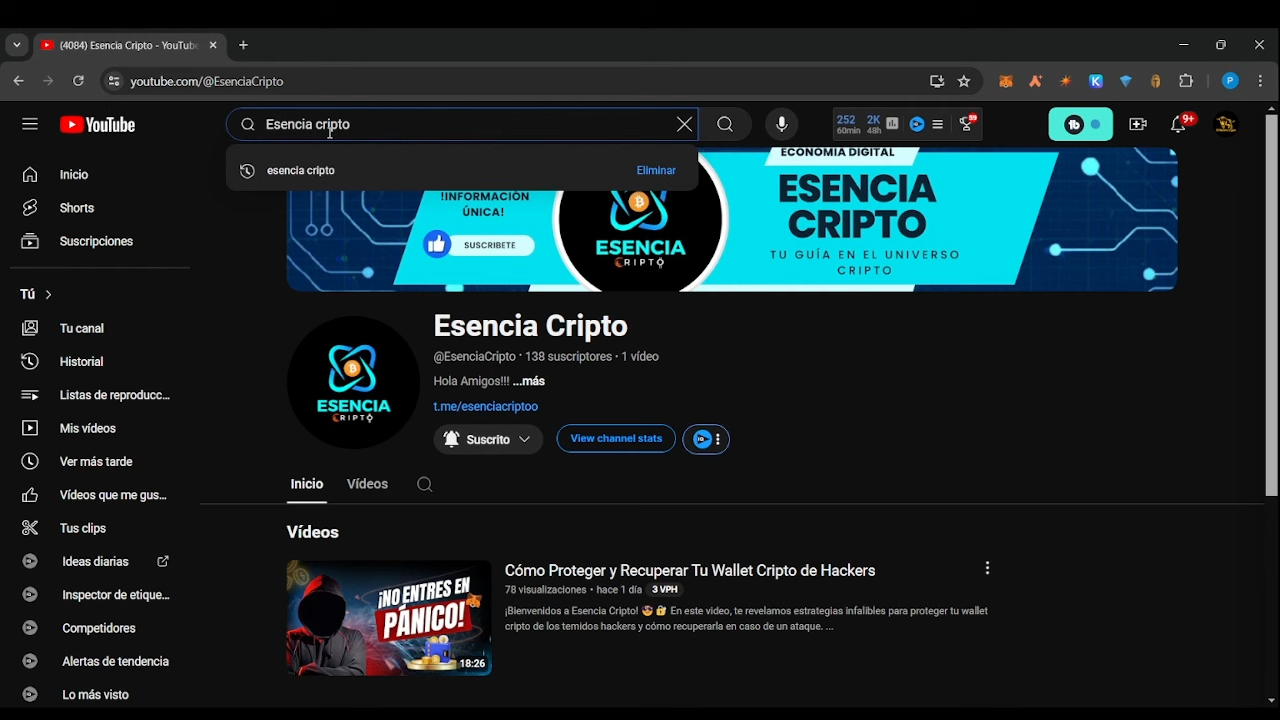 (4084) Esencia Cripto - YouTube
youtube.com/@EsenciaCripto
YouTube
Esencia cripto
252 60min 2K 48h
99
tb
9+
esencia cripto Eliminar
Inicio
Shorts
Suscripciones
Tú
Tu canal
Historial
Listas de reproducc...
Mis vídeos
Ver más tarde
Vídeos que me gus...
Tus clips
Ideas diarias
Inspector de etique...
Competidores
Alertas de tendencia
Lo más visto
!INFORMACIÓN
ÚNICA!
SUSCRIBETE
ESENCIA
CRIPTO
ECONOMIA DIGITAL
ESENCIA
CRIPTO
TU GUÍA EN EL UNIVERSO
CRIPTO
ESENCIA
CRIPTO
Esencia Cripto
@EsenciaCripto • 138 suscriptores • 1 vídeo
Hola Amigos!!! ...más
t.me/esenciacriptoo
Suscrito
View channel stats
Inicio Vídeos
Vídeos
¡NO ENTRES EN
PÁNICO!
18:26
Cómo Proteger y Recuperar Tu Wallet Cripto de Hackers
78 visualizaciones • hace 1 día 3 VPH
¡Bienvenidos a Esencia Cripto! 🤠 🔐 En este video, te revelamos estrategias infalibles para proteger tu wallet
cripto de los temidos hackers y cómo recuperarla en caso de un ataque. ...